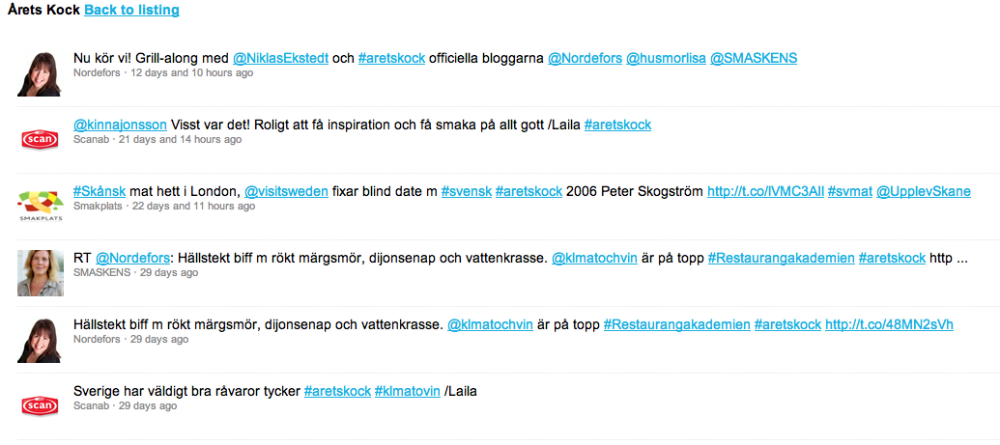 Årets Kock Back to listing
Nu kör vi! Grill-along med @NiklasEkstedt och #aretskock officiella bloggarna @Nordefors @husmorlisa @SMASKENS
Nordefors · 12 days and 10 hours ago
scan
@kinnajonsson Visst var det! Roligt att få inspiration och få smaka på allt gott /Laila #aretskock
Scanab · 21 days and 14 hours ago
SMAKPLATS
#Skånsk mat hett i London, @visitsweden fixar blind date m #svensk #aretskock 2006 Peter Skogström http://t.co/lVMC3AIl #svmat @UpplevSkane
Smakplats · 22 days and 11 hours ago
RT @Nordefors: Hällstekt biff m rökt märgsmör, dijonsenap och vattenkrasse. @klmatochvin är på topp #Restaurangakademien #aretskock http ...
SMASKENS · 29 days ago
Hällstekt biff m rökt märgsmör, dijonsenap och vattenkrasse. @klmatochvin är på topp #Restaurangakademien #aretskock http://t.co/48MN2sVh
Nordefors · 29 days ago
scan
Sverige har väldigt bra råvaror tycker #aretskock #klmatovin /Laila
Scanab · 29 days ago